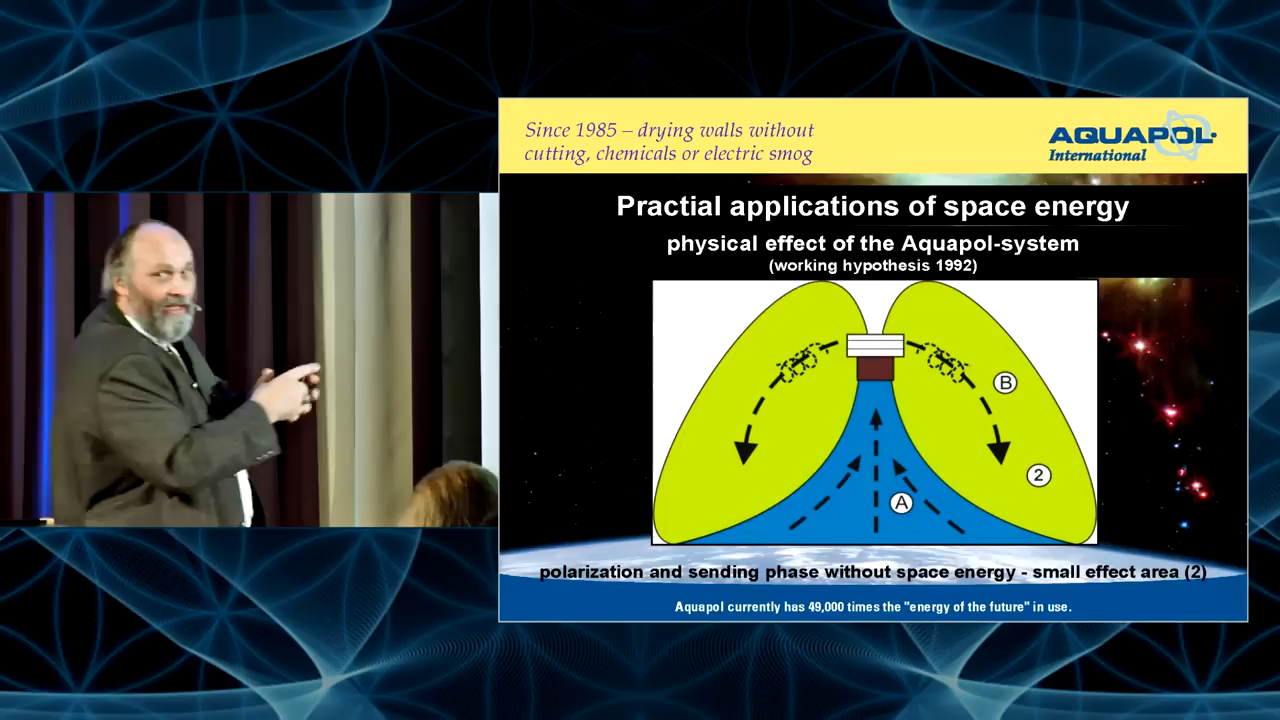 Since 1985 – drying walls without
cutting, chemicals or electric smog
AQUAPOL
International
Practial applications of space energy
physical effect of the Aquapol-system
(working hypothesis 1992)
B
2
A
polarization and sending phase without space energy - small effect area (2)
Aquapol currently has 49,000 times the "energy of the future" in use.